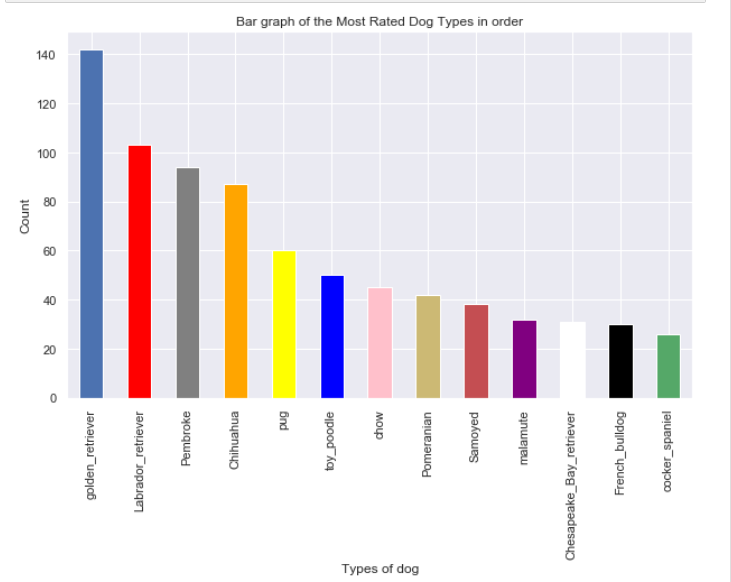 Bar graph of the Most Rated Dog Types in order
140
120
100
80
60
40
20
0
Count
golden_retriever
Labrador_retriever
Pembroke
Chihuahua
pug
toy_poodle
chow
Pomeranian
Samoyed
malamute
Chesapeake_Bay_retriever
French_bulldog
cocker_spaniel
Types of dog